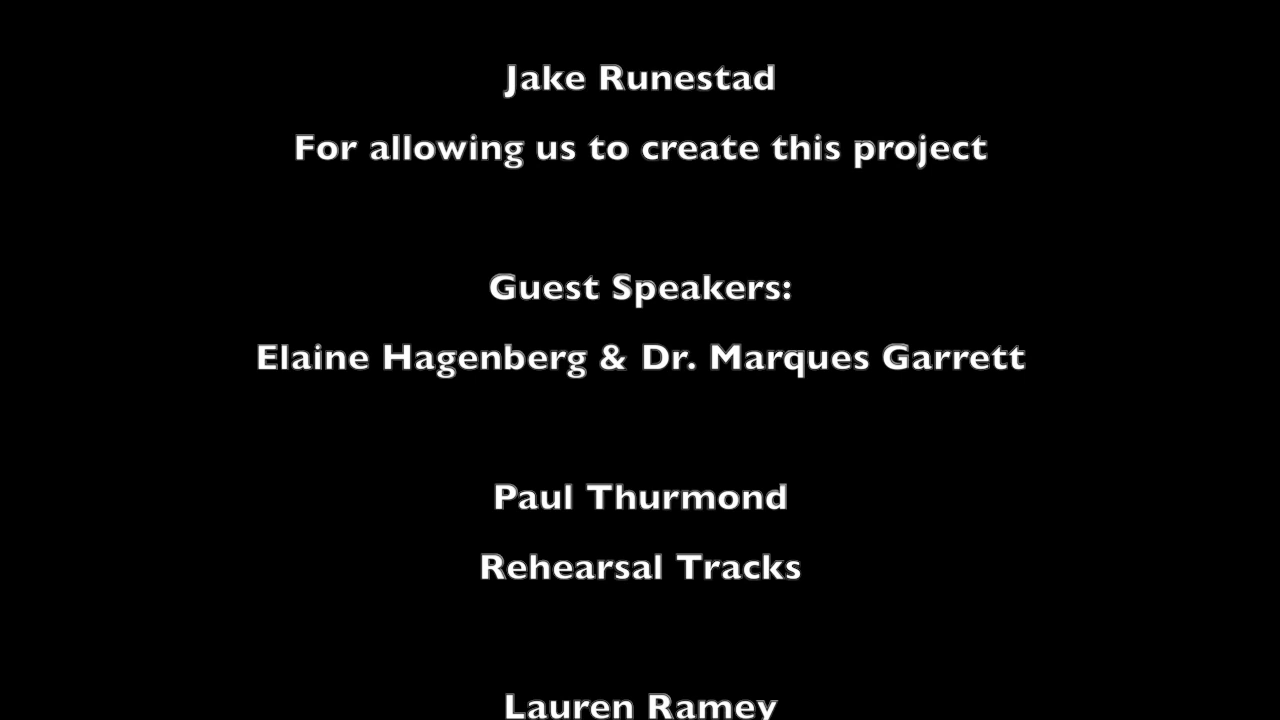 Jake Runestad
For allowing us to create this project
Guest Speakers:
Elaine Hagenberg & Dr. Marques Garrett
Paul Thurmond
Rehearsal Tracks
Lauren Ramey